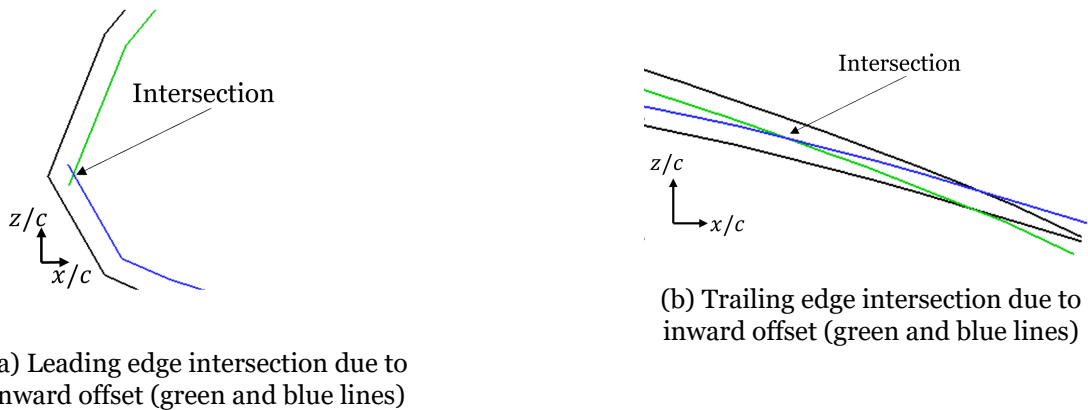 Intersection
z/c
x/c
a) Leading edge intersection due to
nward offset (green and blue lines)
Intersection
z/c
x/c
(b) Trailing edge intersection due to
inward offset (green and blue lines)